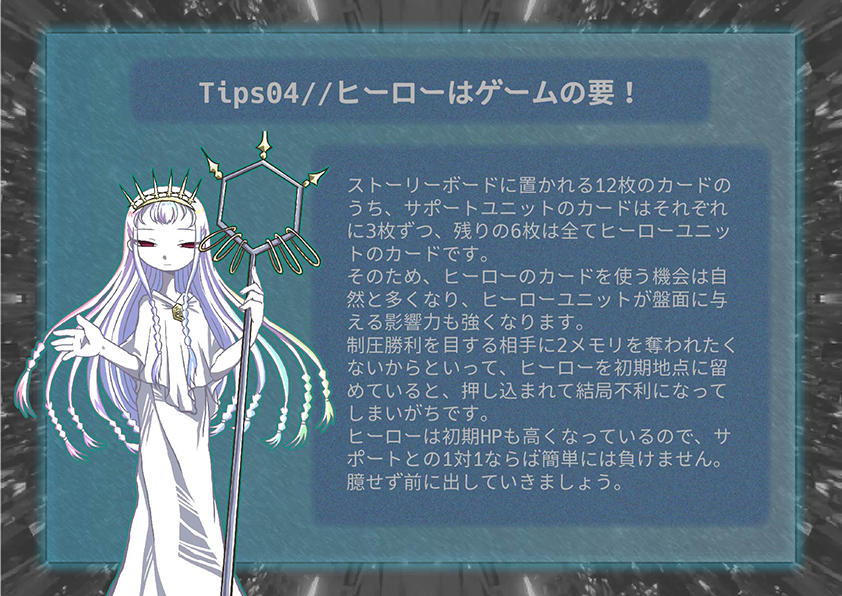 Tips04//ヒーローはゲームの要！
ストーリーボードに置かれる12枚のカードの
うち、サポートユニットのカードはそれぞれ
に3枚ずつ、残りの6枚は全てヒーローユニッ
トのカードです。
そのため、ヒーローのカードを使う機会は自
然と多くなり、ヒーローユニットが盤面に与
える影響力も強くなります。
制圧勝利を目する相手に2メモリを奪われたく
ないからといって、ヒーローを初期地点に留
めていると、押し込まれて結局不利になって
しまいがちです。
ヒーローは初期HPも高くなっているので、サ
ポートとの1対1ならば簡単には負けません。
臆せず前に出していきましょう。